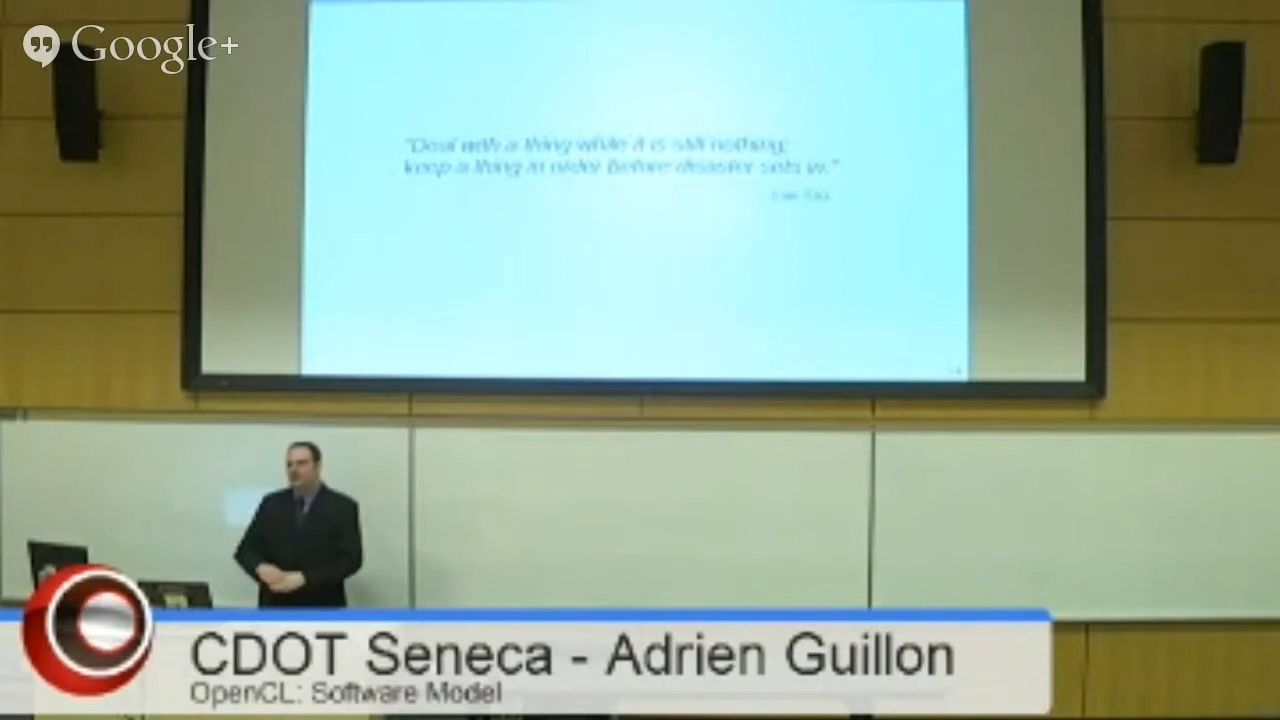 Google+
"Deal with a thing while it is still nothing;
keep a thing in order before disaster sets in."
Lao Tzu
CDOT Seneca - Adrien Guillon
OpenCL: Software Model